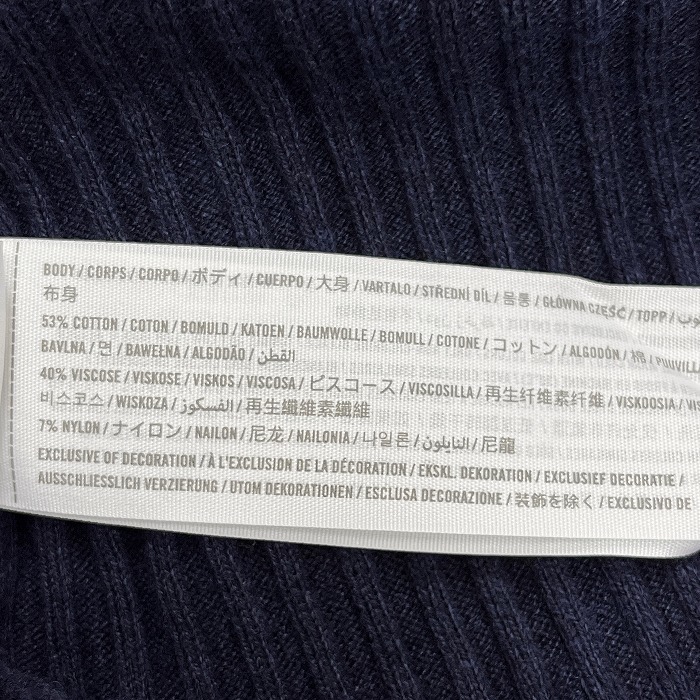 BODY / CORPS / CORPO / ボディ / CUERPO / 大身 / VARTALO / STŘEDNÍ DÍL / 몸통 / GŁÓWNA CZĘŚĆ / TOPP /
布身
53% COTTON / COTON / BOMULD / KATOEN / BAUMWOLLE / BOMULL / COTONE / コットン / ALGODÓN / 棉 / PUUVILLA
BAVLNA / 면 / BAWEŁNA / ALGODÃO / القطن
40% VISCOSE / VISKOSE / VISKOS / VISCOSA / ビスコース / VISCOSILLA / 再生纤维素纤维 / VISKOOSIA /
비스코스 / WISKOZA / الفسكوز / 再生纖維素纖維
7% NYLON / ナイロン / NAILON / 尼龙 / NAILONIA / 나일론 / النايلون / 尼龍
EXCLUSIVE OF DECORATION / À L'EXCLUSION DE LA DÉCORATION / EKSKL. DEKORATION / EXCLUSIEF DECORATIE /
AUSSCHLIESSLICH VERZIERUNG / UTOM DEKORATIONEN / ESCLUSA DECORAZIONE / 装飾を除く / EXCLUSIVO DE